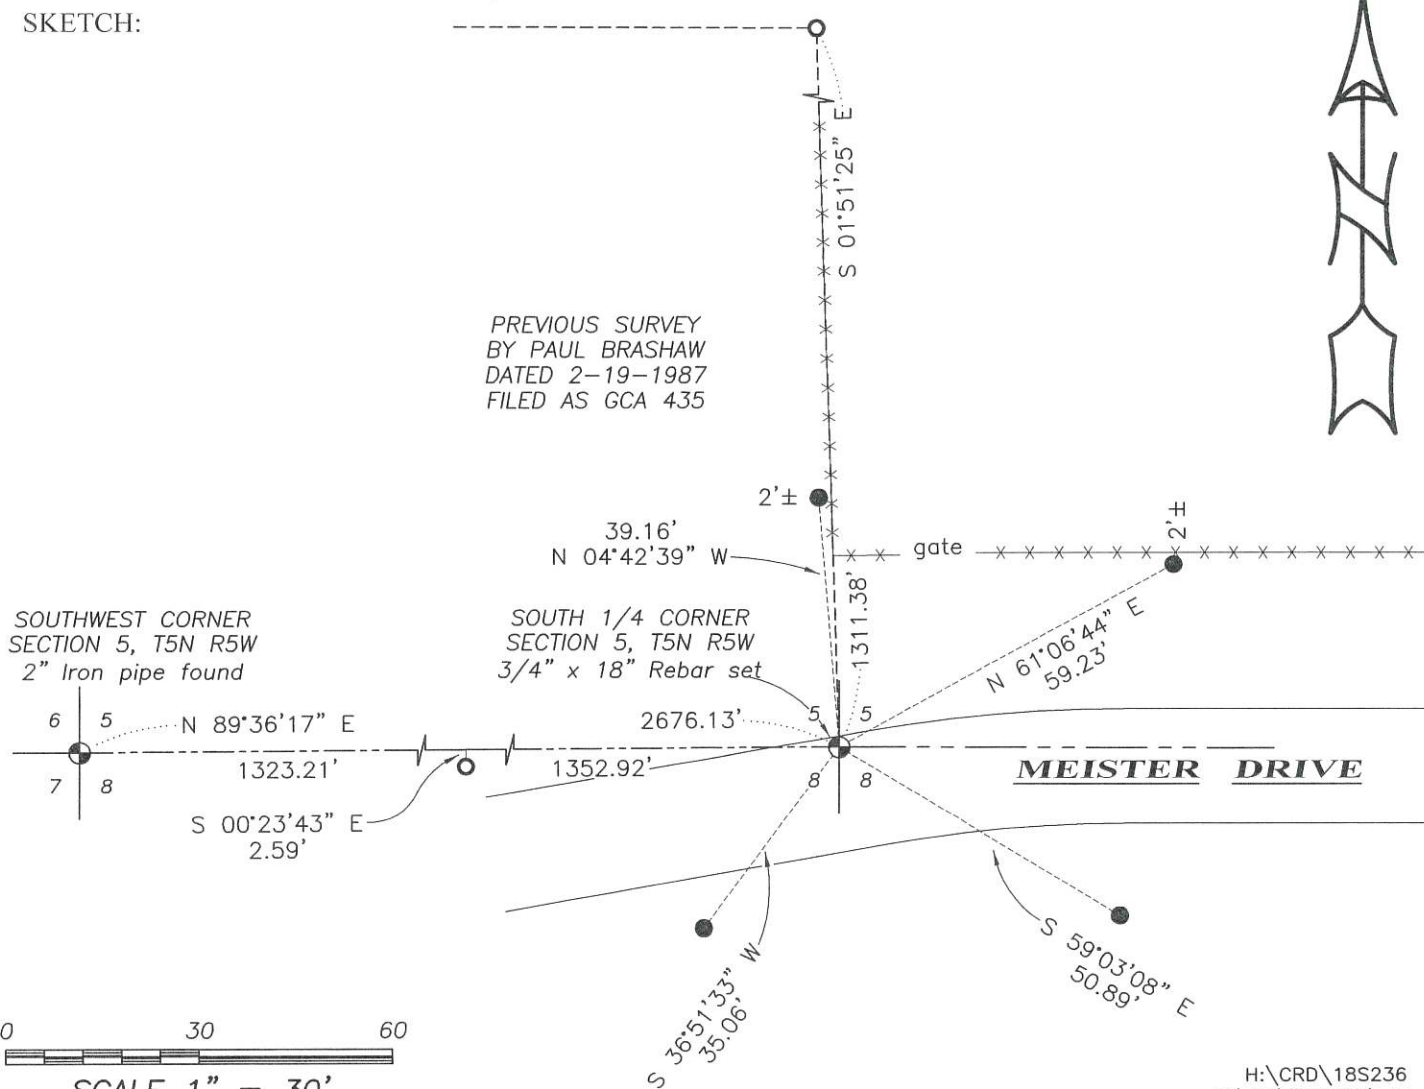 SKETCH:
S 01°51'25" E
PREVIOUS SURVEY
BY PAUL BRASHAW
DATED 2-19-1987
FILED AS GCA 435
2'±
39.16'
N 04°42'39" W
gate
2'±
SOUTHWEST CORNER
SECTION 5, T5N R5W
2" Iron pipe found
SOUTH 1/4 CORNER
SECTION 5, T5N R5W
3/4" x 18" Rebar set
1311.38'
N 61°06'44" E
59.23'
6 5
N 89°36'17" E
2676.13'
5 5
1323.21'
1352.92'
7 8
8 8
MEISTER DRIVE
S 00°23'43" E
2.59'
S 36°51'33" W
35.06'
S 59°03'08" E
50.89'
0 30 60
SCALE 1" = 30'
H:\CRD\18S236